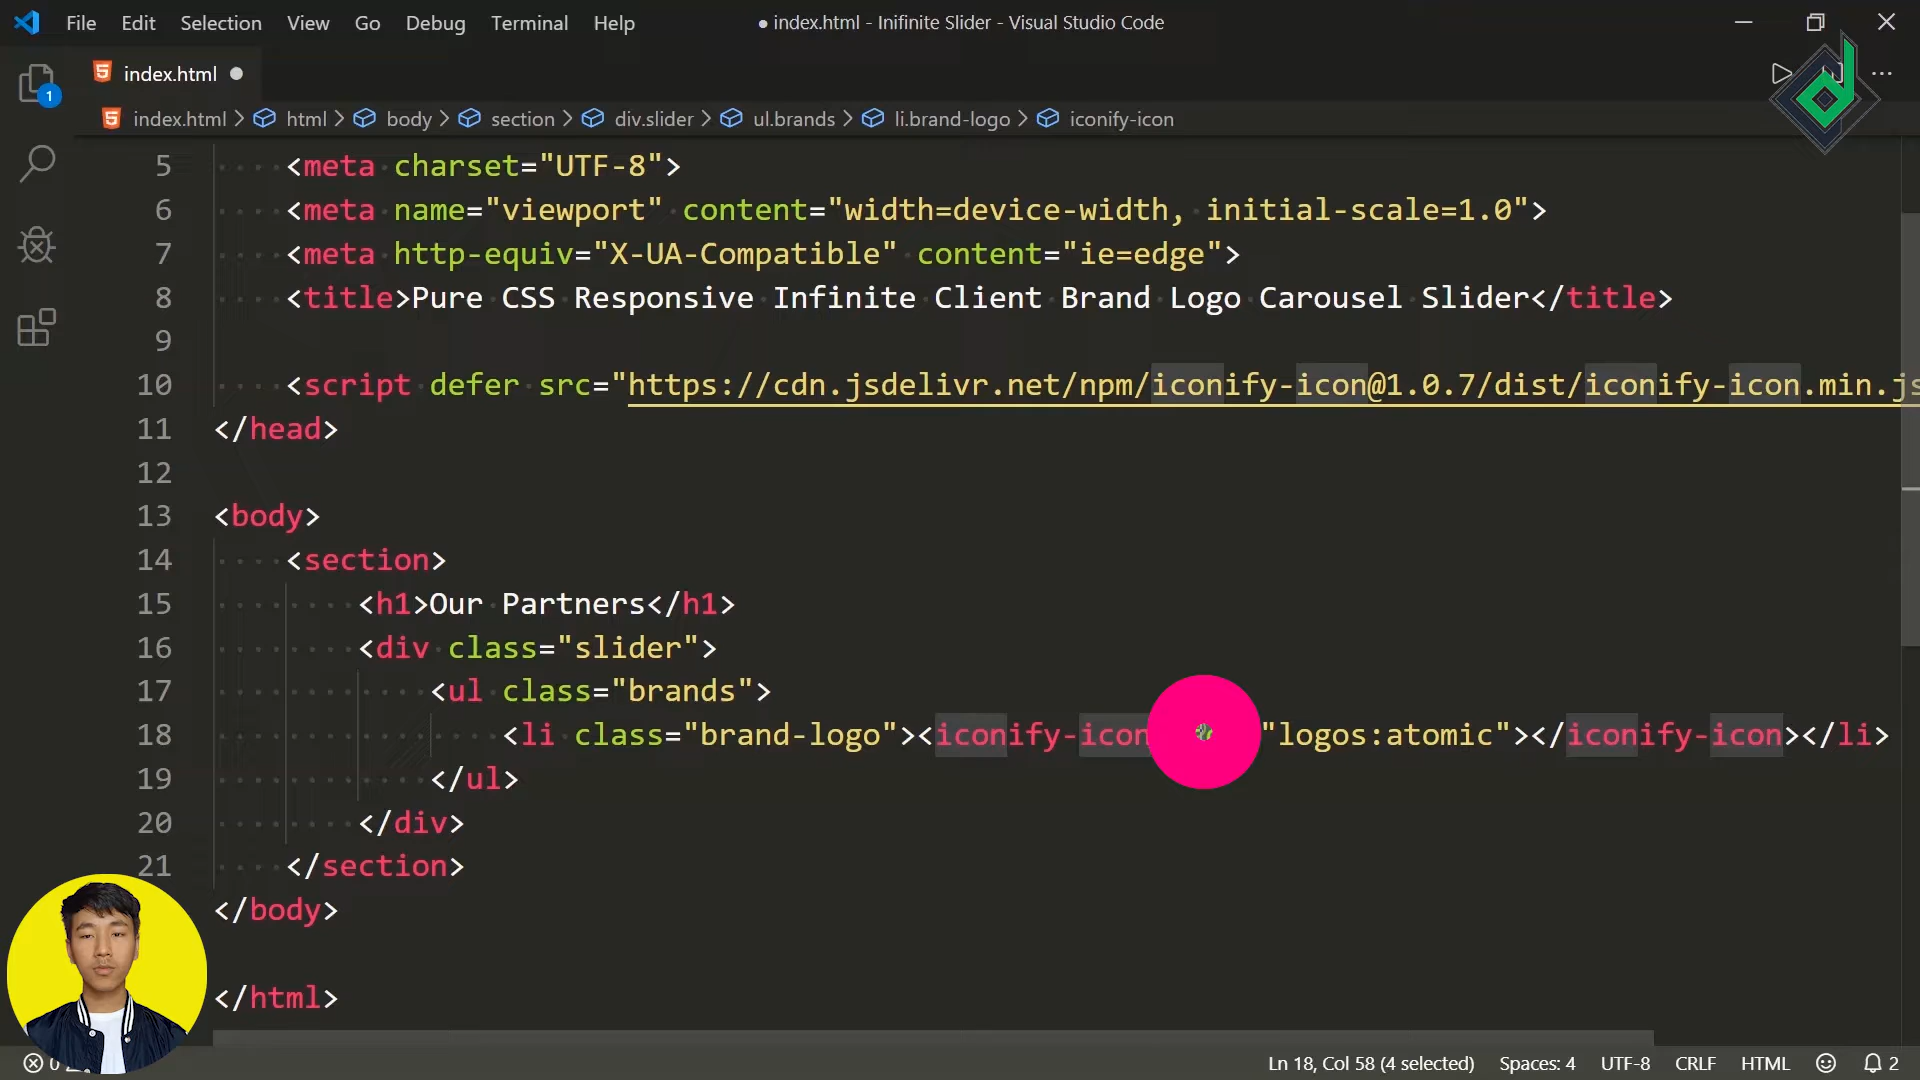 File Edit Selection View Go Debug Terminal Help ● index.html - Inifinite Slider - Visual Studio Code
index.html
1
index.html > html > body > section > div.slider > ul.brands > li.brand-logo > iconify-icon
5 <meta charset="UTF-8">
6 <meta name="viewport" content="width=device-width, initial-scale=1.0">
7 <meta http-equiv="X-UA-Compatible" content="ie=edge">
8 <title>Pure CSS Responsive Infinite Client Brand Logo Carousel Slider</title>
9
10 <script defer src="https://cdn.jsdelivr.net/npm/iconify-icon@1.0.7/dist/iconify-icon.min.js
11 </head>
12
13 <body>
14 <section>
15 <h1>Our Partners</h1>
16 <div class="slider">
17 <ul class="brands">
18 <li class="brand-logo"><iconify-icon "logos:atomic"></iconify-icon></li>
19 </ul>
20 </div>
21 </section>
</body>
</html>
0 Ln 18, Col 58 (4 selected) Spaces: 4 UTF-8 CRLF HTML 2